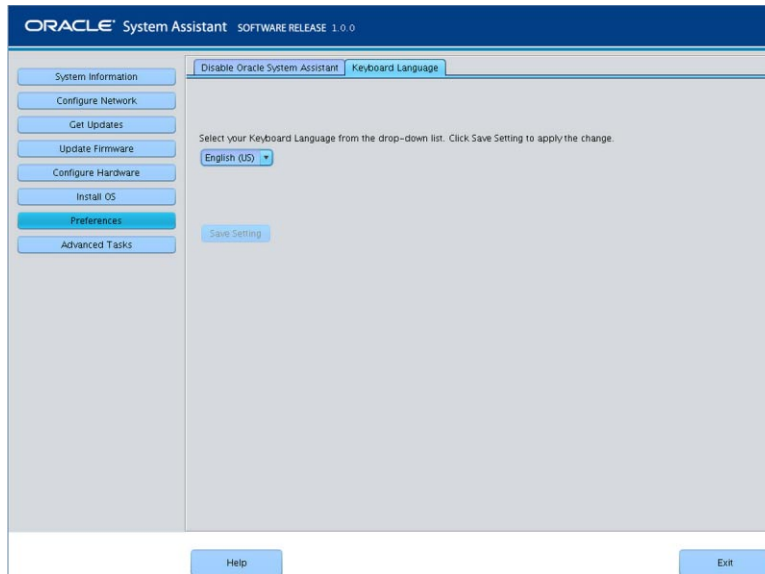 ORACLE System Assistant SOFTWARE RELEASE 1.0.0
Disable Oracle System Assistant Keyboard Language
System Information
Configure Network
Get Updates
Update Firmware
Configure Hardware
Install OS
Preferences
Advanced Tasks
Select your Keyboard Language from the drop-down list. Click Save Setting to apply the change.
English (US)
Save Setting
Help Exit